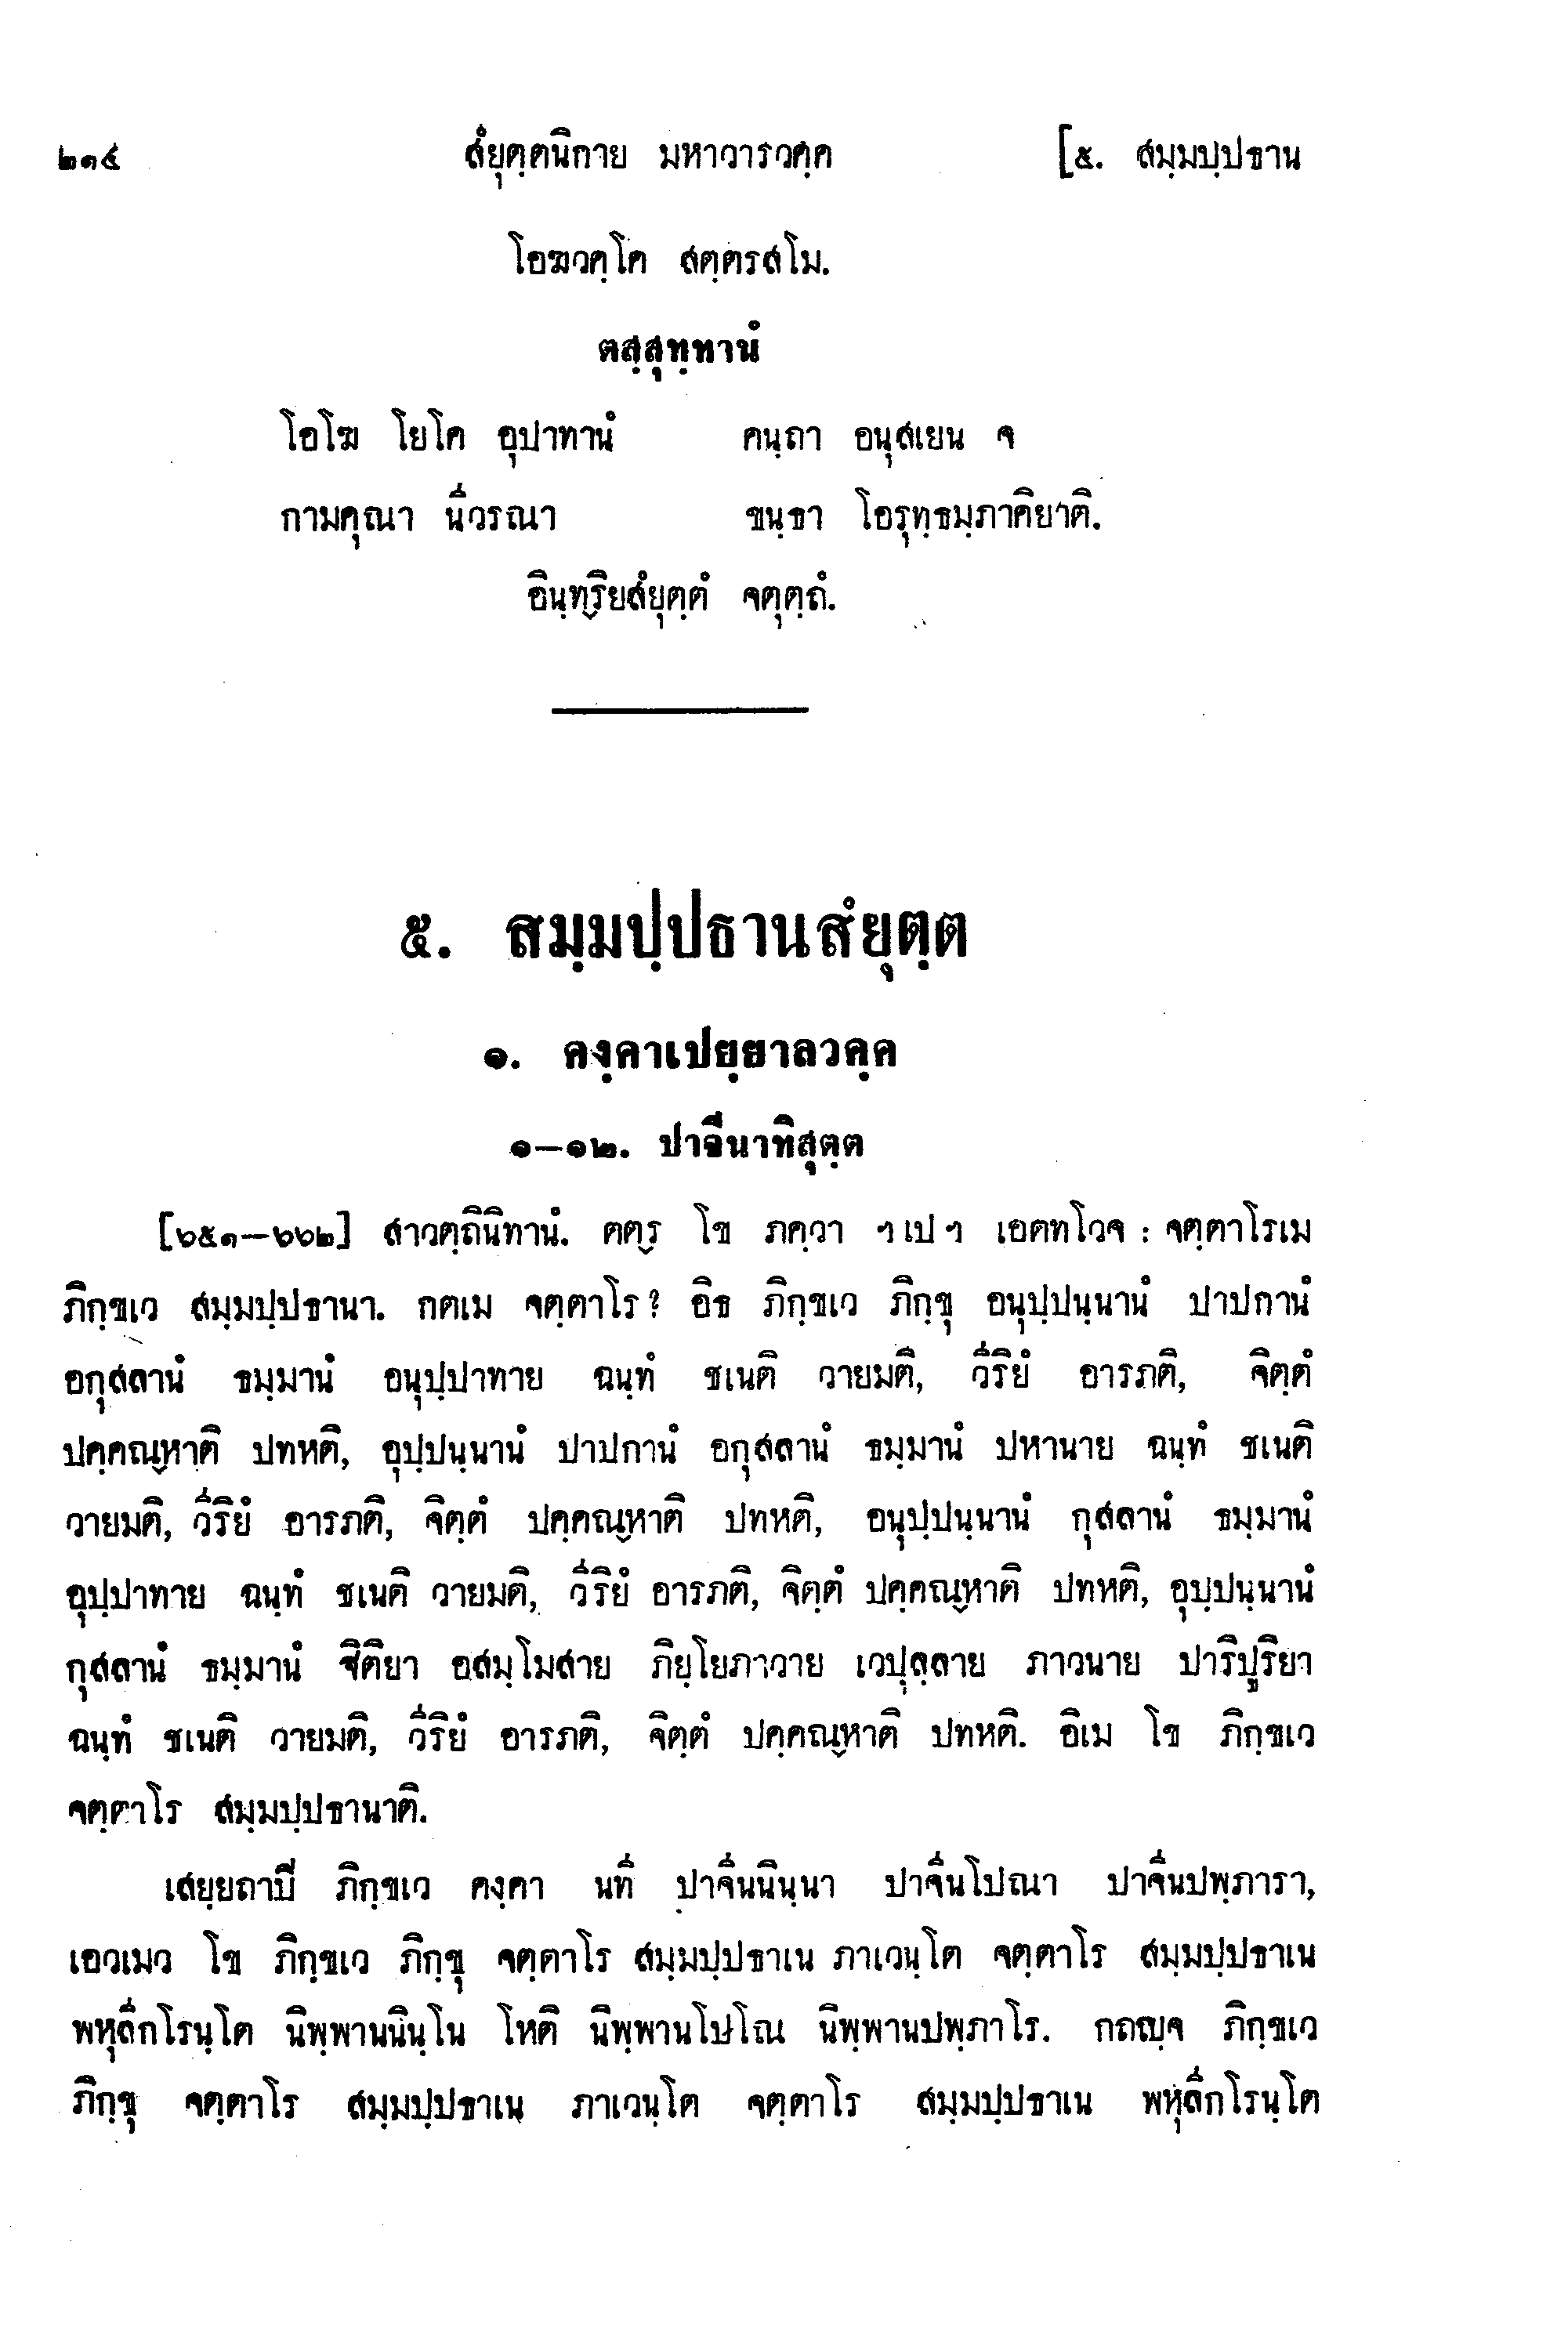 ๒๑๔ สํยุตฺตนิกาย มหาวารวคฺค [๕. สมฺมปฺปธาน
โอฆวคฺโค สตฺตรสโม.
ตสฺสุทฺทานํ
โอโฆ โยโค อุปาทานํ คนฺถา อนุสเยน จ
กามคุณา นีวรณา ขนฺธา โอรุทฺธมฺภาคิยาติ.
อินฺทฺริยสํยุตฺตํ จตุตฺถํ.
๕. สมฺมปฺปธานสํยุตฺต
๑. คงฺคาเปยฺยาลวคฺค
๑–๑๒. ปาจีนาทิสุตฺต
[๖๕๑–๖๖๒] สาวตฺถินิทานํ. ตตฺร โข ภควา ฯ เป ฯ เอตทโวจ : จตฺตาโรเม
ภิกฺขเว สมฺมปฺปธานา. กตเม จตฺตาโร? อิธ ภิกฺขเว ภิกฺขุ อนุปฺปนฺนานํ ปาปกานํ
อกุสลานํ ธมฺมานํ อนุปฺปาทาย ฉนฺทํ ชเนติ วายมติ, วีริยํ อารภติ, จิตฺตํ
ปคฺคณฺหาติ ปทหติ, อุปฺปนฺนานํ ปาปกานํ อกุสลานํ ธมฺมานํ ปหานาย ฉนฺทํ ชเนติ
วายมติ, วีริยํ อารภติ, จิตฺตํ ปคฺคณฺหาติ ปทหติ, อนุปฺปนฺนานํ กุสลานํ ธมฺมานํ
อุปฺปาทาย ฉนฺทํ ชเนติ วายมติ, วีริยํ อารภติ, จิตฺตํ ปคฺคณฺหาติ ปทหติ, อุปฺปนฺนานํ
กุสลานํ ธมฺมานํ ฐิติยา อสมฺโมสาย ภิยฺโยภาวาย เวปุลฺลาย ภาวนาย ปาริปูริยา
ฉนฺทํ ชเนติ วายมติ, วีริยํ อารภติ, จิตฺตํ ปคฺคณฺหาติ ปทหติ. อิเม โข ภิกฺขเว
จตฺตาโร สมฺมปฺปธานาติ.
เสยฺยถาปิ ภิกฺขเว คงฺคา นที ปาจีนนินฺนา ปาจีนโปณา ปาจีนปพฺภารา,
เอวเมว โข ภิกฺขเว ภิกฺขุ จตฺตาโร สมฺมปฺปธาเน ภาเวนฺโต จตฺตาโร สมฺมปฺปธาเน
พหุลีกโรนฺโต นิพฺพานนินฺโน โหติ นิพฺพานโปโณ นิพฺพานปพฺภาโร. กถญฺจ ภิกฺขเว
ภิกฺขุ จตฺตาโร สมฺมปฺปธาเน ภาเวนฺโต จตฺตาโร สมฺมปฺปธาเน พหุลีกโรนฺโต